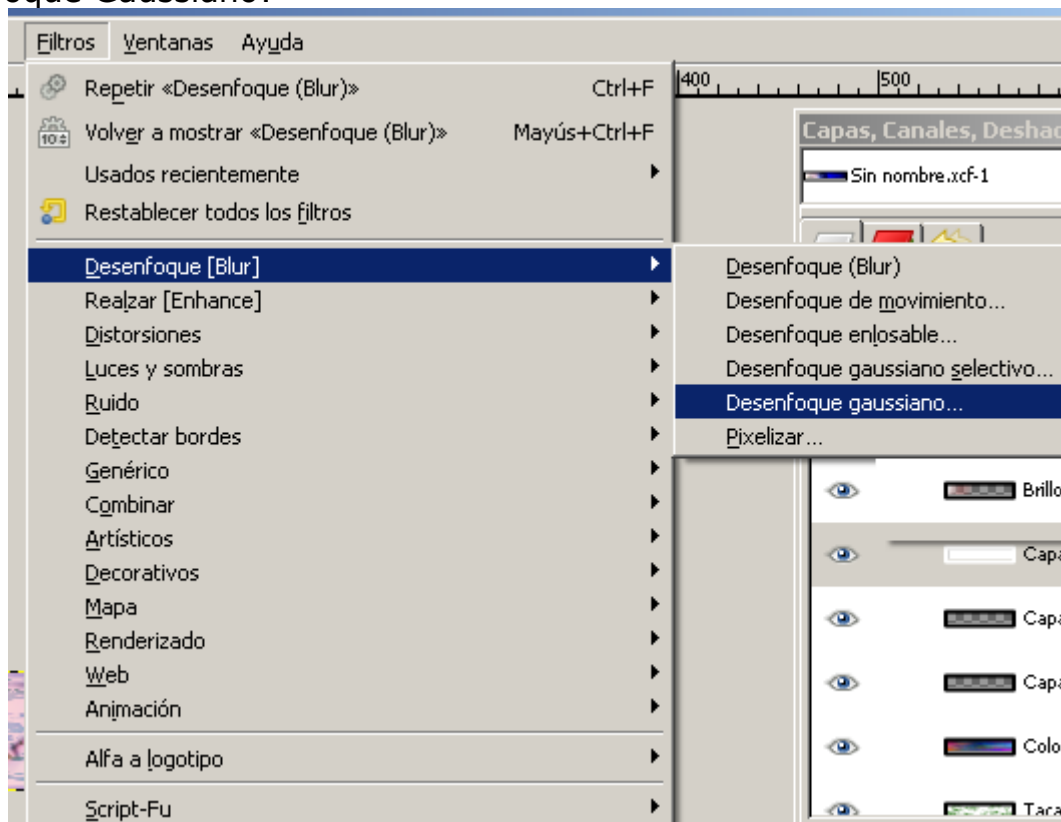 Gaussiano.
Filtros Ventanas Ayuda
Repetir «Desenfoque (Blur)» Ctrl+F
400 500
Volver a mostrar «Desenfoque (Blur)» Mayús+Ctrl+F
Capas, Canales, Deshac
Usados recientemente
Sin nombre.xcf-1
Restablecer todos los filtros
Desenfoque [Blur]
Realzar [Enhance]
Distorsiones
Luces y sombras
Ruido
Detectar bordes
Genérico
Combinar
Artísticos
Decorativos
Mapa
Renderizado
Web
Animación
Alfa a logotipo
Script-Fu
Desenfoque (Blur)
Desenfoque de movimiento...
Desenfoque enlosable...
Desenfoque gaussiano selectivo...
Desenfoque gaussiano...
Pixelizar...
Brillo
Capa
Capa
Capa
Colo
Taca